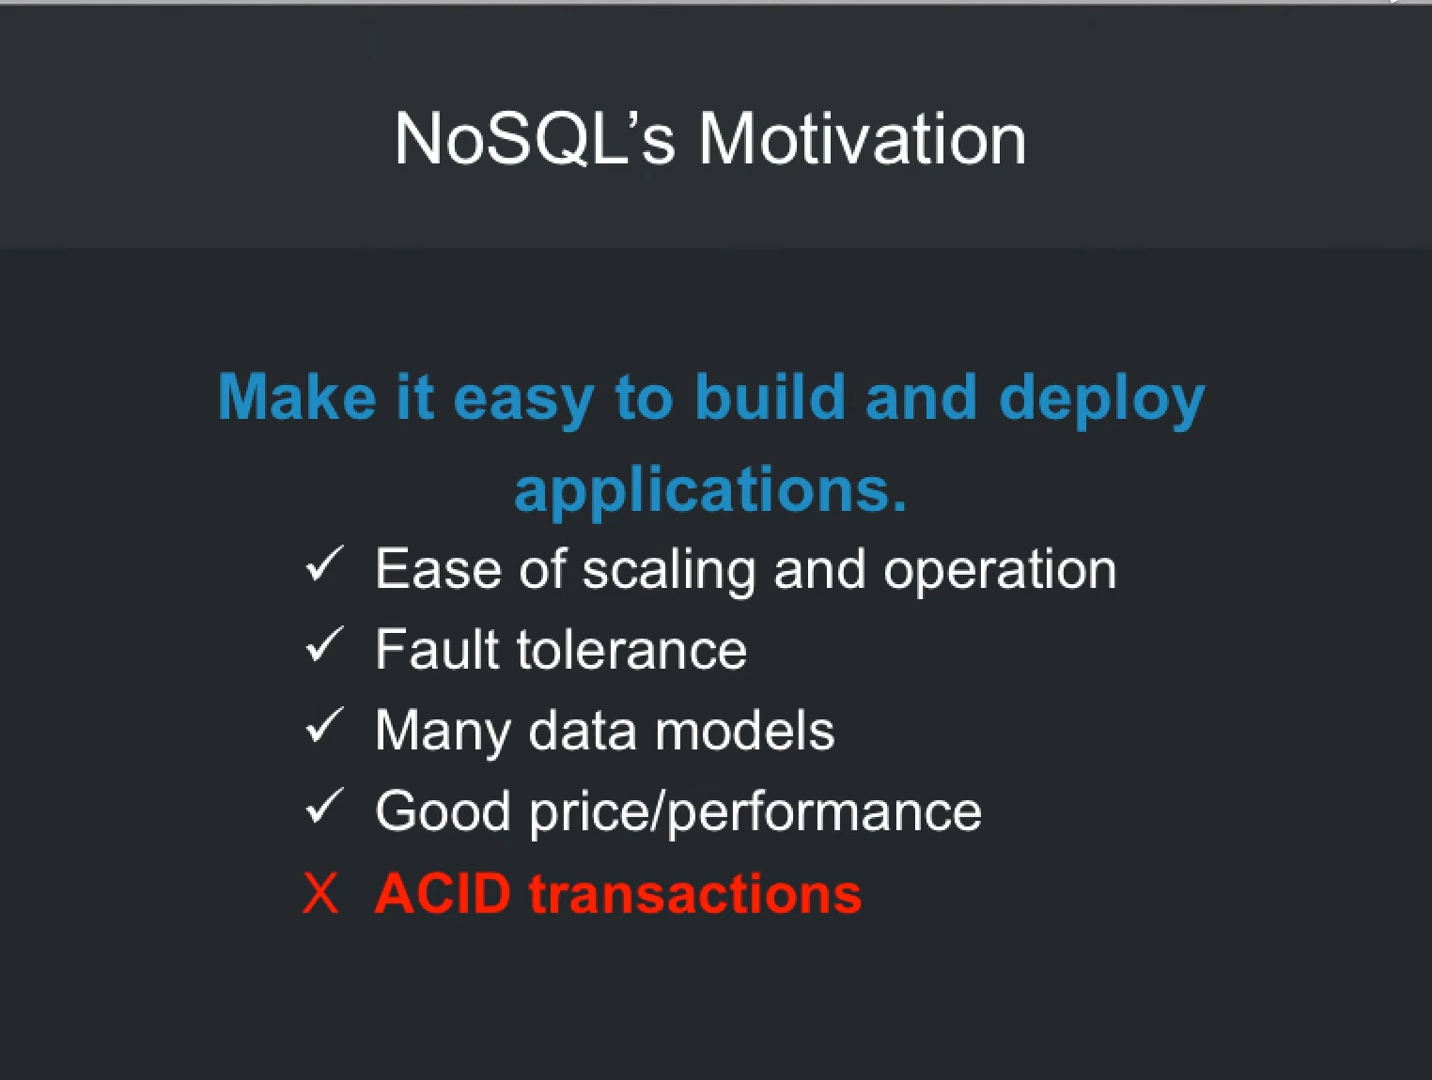 NoSQL’s Motivation
Make it easy to build and deploy
applications.
✓ Ease of scaling and operation
✓ Fault tolerance
✓ Many data models
✓ Good price/performance
X ACID transactions